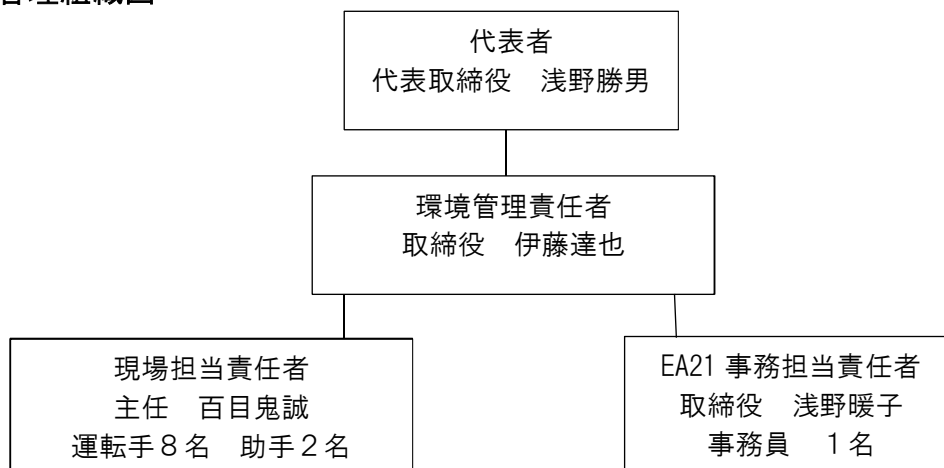 代表者
代表取締役　浅野勝男
環境管理責任者
取締役　伊藤達也
現場担当責任者
主任　百目鬼誠
運転手８名　助手２名
EA21 事務担当責任者
取締役　浅野暖子
事務員　１名